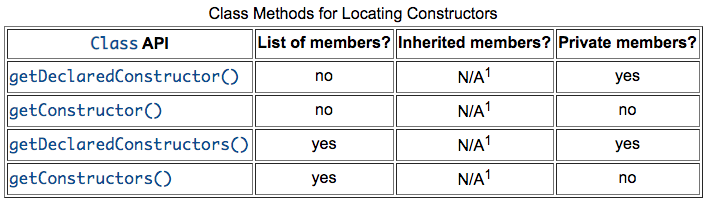 Class Methods for Locating Constructors
Class API List of members? Inherited members? Private members?
getDeclaredConstructor() no N/A1 yes
getConstructor() no N/A1 no
getDeclaredConstructors() yes N/A1 yes
getConstructors() yes N/A1 no